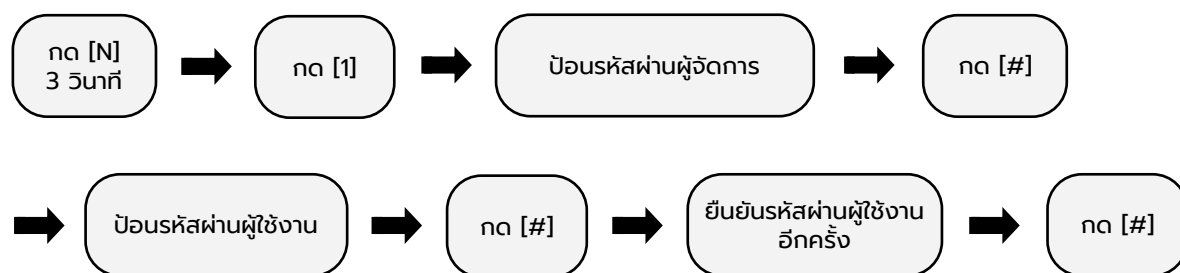 กด [N]
3 วินาที
กด [1]
ป้อนรหัสผ่านผู้จัดการ
กด [#]
ป้อนรหัสผ่านผู้ใช้งาน
กด [#]
ยืนยันรหัสผ่านผู้ใช้งาน
อีกครั้ง
กด [#]